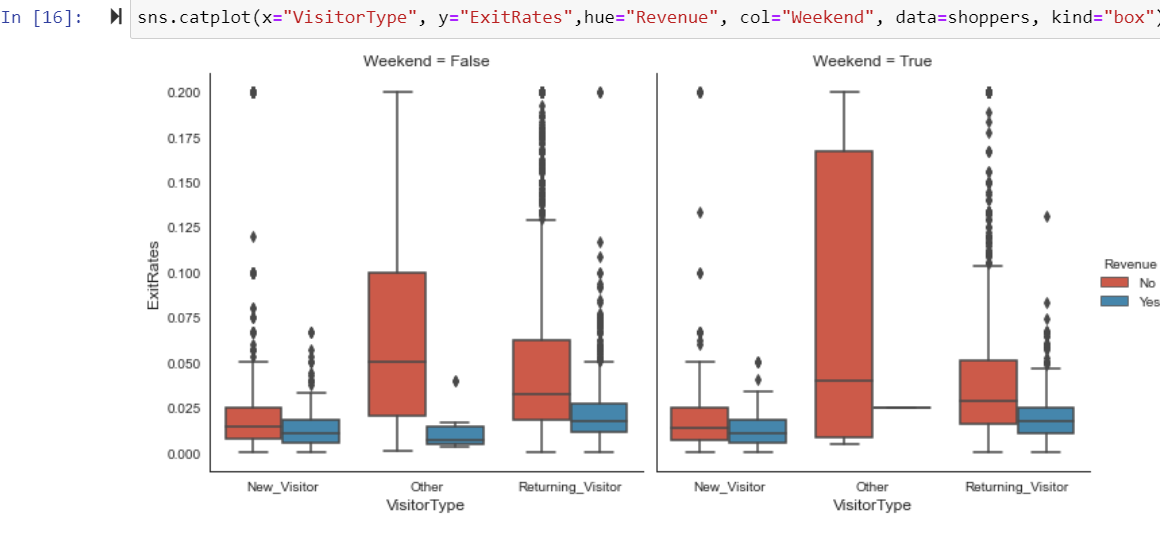 In [16]:
sns.catplot(x="VisitorType", y="ExitRates",hue="Revenue", col="Weekend", data=shoppers, kind="box")
Weekend = False
Weekend = True
0.200
0.175
0.150
0.125
0.100
0.075
0.050
0.025
0.000
ExitRates
Revenue
No
Yes
New_Visitor Other Returning_Visitor
New_Visitor Other Returning_Visitor
VisitorType
VisitorType